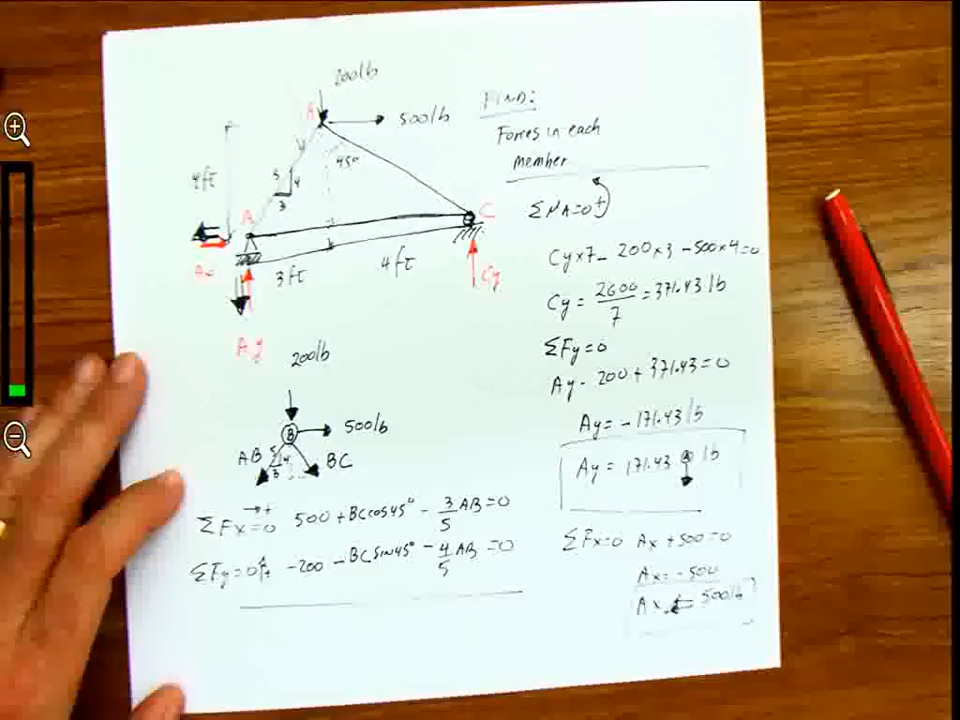 200lb
B
500lb
45°
4ft
5
4
3
A
C
Ax
3ft
4ft
Cy
Ay
200lb
B
500lb
AB
5
4
3
BC
ΣFx=0 500+BCcos45° - 3/5 AB=0
ΣFy=0 -200 -BCsin45° - 4/5 AB=0
FIND:
Forces in each
member
ΣMA=0 +
Cy×7- 200×3 -500×4=0
Cy= 2600/7 =371.43 lb
ΣFy=0
Ay- 200+371.43=0
Ay= -171.43 lb
Ay= 171.43 lb
ΣFx=0 Ax+500=0
Ax=-500
Ax 500lb